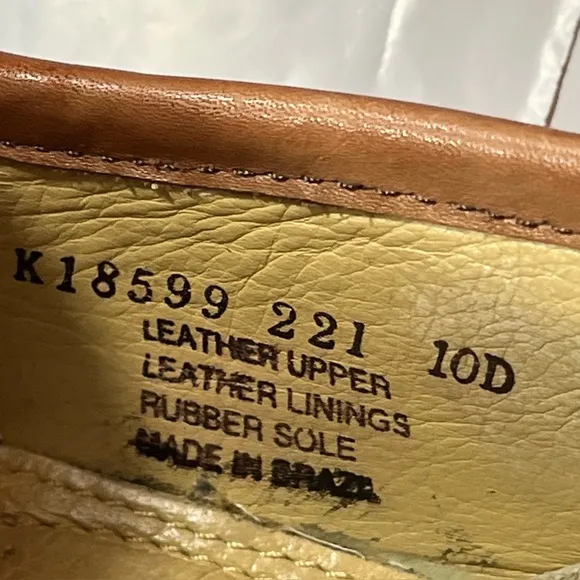 K18599 221 10D
LEATHER UPPER
LEATHER LININGS
RUBBER SOLE
MADE IN BRAZIL